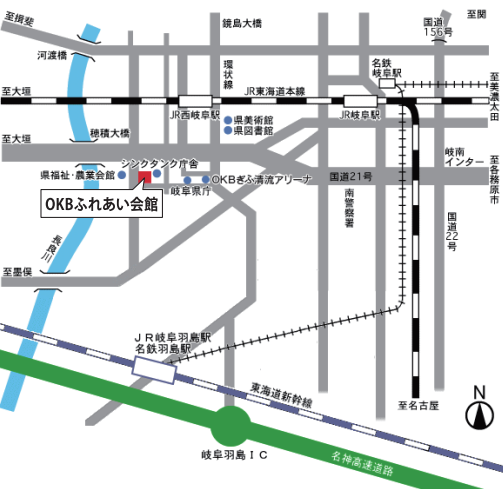 至揖斐
鏡島大橋
国道
156号
至関
河渡橋
環状線
名鉄
岐阜駅
至美濃太田
至大垣
JR東海道本線
JR西岐阜駅
JR岐阜駅
県美術館
県図書館
穂積大橋
至大垣
シンクタンク庁舎
岐南
インター
県福祉・農業会館
OKBぎふ清流アリーナ
国道21号
至各務原市
岐阜県庁
OKBふれあい会館
南警察署
国道22号
長良川
至墨俣
JR岐阜羽島駅
名鉄羽島駅
東海道新幹線
至名古屋
N
岐阜羽島IC
名神高速道路